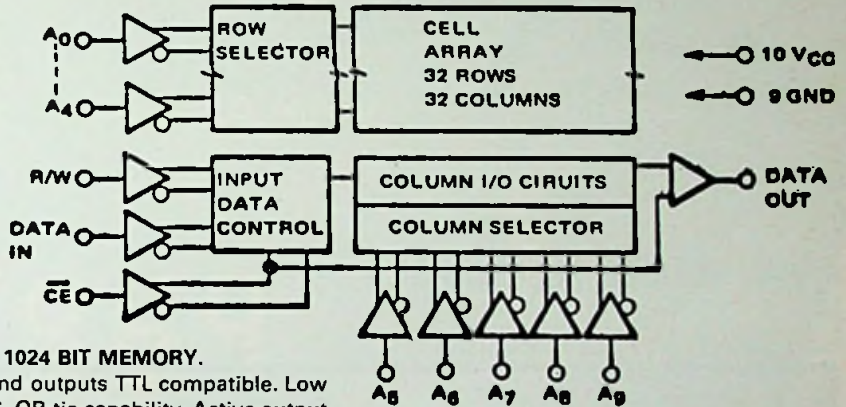 A0
A4
ROW
SELECTOR
CELL
ARRAY
32 ROWS
32 COLUMNS
10 VCC
9 GND
R/W
DATA
IN
CE
INPUT
DATA
CONTROL
COLUMN I/O CIRUITS
COLUMN SELECTOR
DATA
OUT
A5 A6 A7 A8 A9
1024 BIT MEMORY.
nd outputs TTL compatible. Low
OR-tie capability. Active output